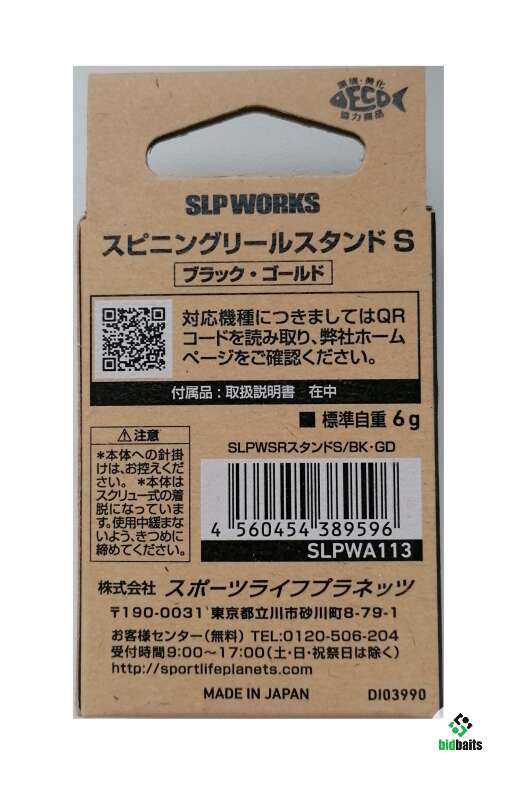 環境・美化
ECO
協力商品
SLP WORKS
スピニングリールスタンド S
ブラック・ゴールド
対応機種につきましてはQR
コードを読み取り、弊社ホーム
ページをご確認ください。
付属品：取扱説明書 在中
■ 標準自重 6g
⚠注意
*本体への針掛
けは、お控えくだ
さい。 *本体は
スクリュー式の着
脱になっていま
す。使用中緩まな
いよう、きつめに
締めてください。
SLPWSRスタンドS/BK・GD
4 560454 389596
SLPWA113
株式会社 スポーツライフプラネッツ
〒190-0031 東京都立川市砂川町8-79-1
お客様センター（無料） TEL:0120-506-204
受付時間9:00〜17:00（土・日・祝祭日は除く）
http://sportlifeplanets.com
MADE IN JAPAN
DI03990
bidbaits